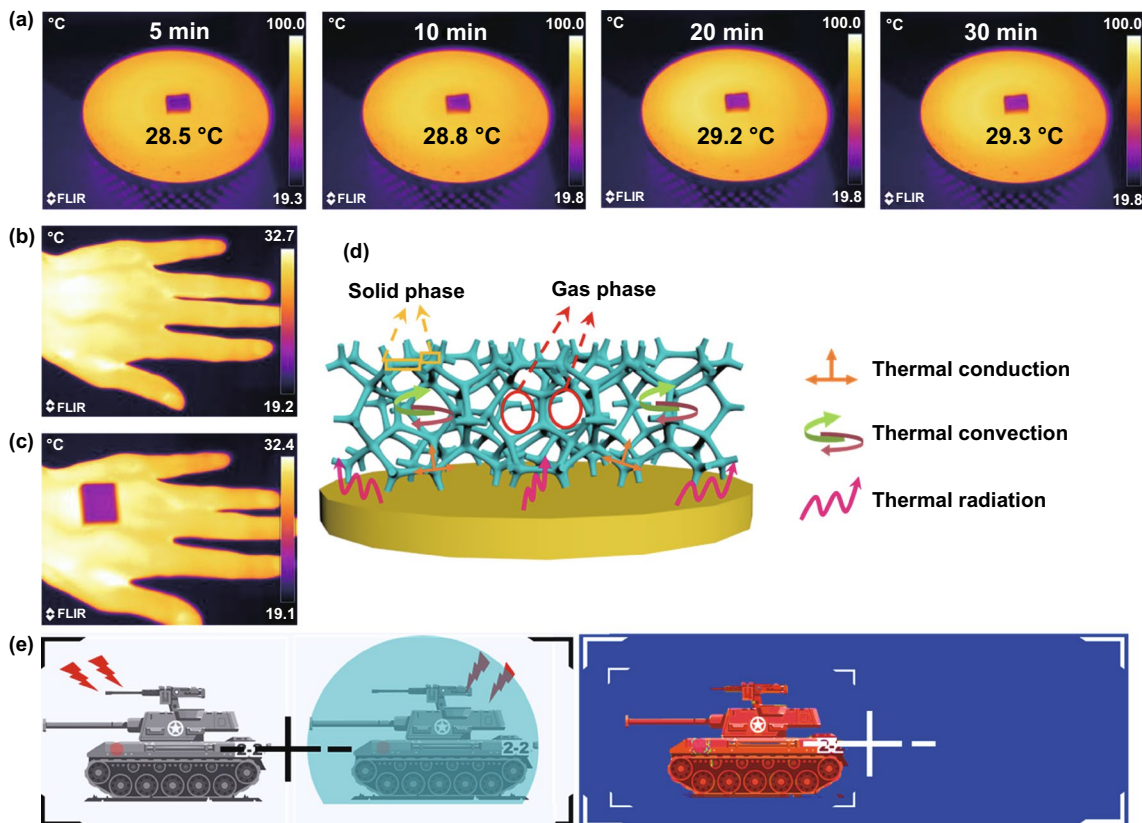 (a)
°C
5 min
100.0
28.5 °C
FLIR
19.3
°C
10 min
100.0
28.8 °C
FLIR
19.8
°C
20 min
100.0
29.2 °C
FLIR
19.8
°C
30 min
100.0
29.3 °C
FLIR
19.8
(b)
°C
32.7
FLIR
19.2
(c)
°C
32.4
FLIR
19.1
(d)
Solid phase
Gas phase
Thermal conduction
Thermal convection
Thermal radiation
(e)
2-2
2-2
2-2